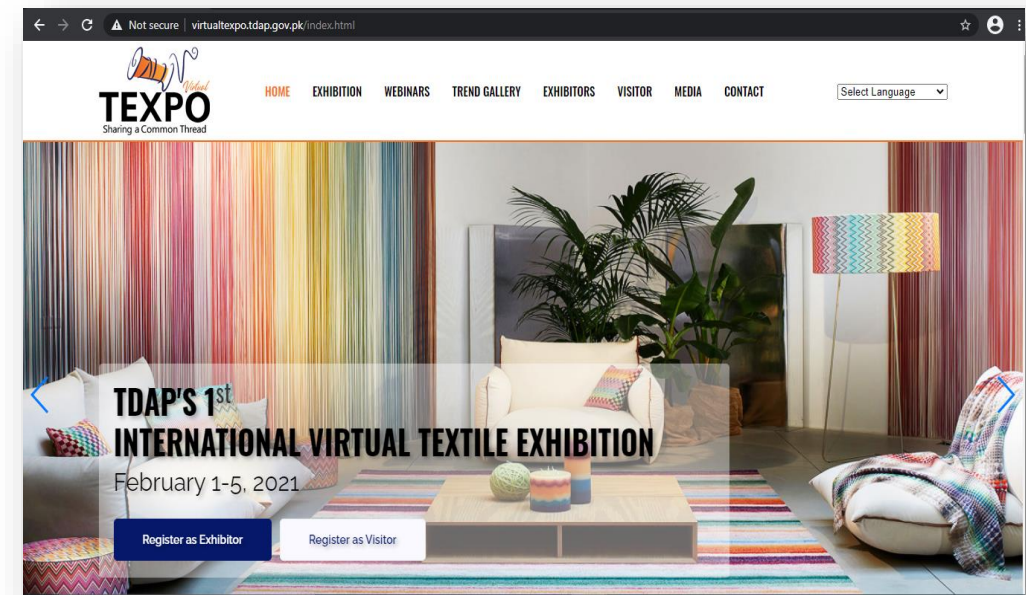 Not secure | virtualexpo.tdap.gov.pk/index.html
Virtual
TEXPO
Sharing a Common Thread
HOME EXHIBITION WEBINARS TREND GALLERY EXHIBITORS VISITOR MEDIA CONTACT
Select Language
TDAP'S 1st
INTERNATIONAL VIRTUAL TEXTILE EXHIBITION
February 1-5, 2021
Register as Exhibitor Register as Visitor